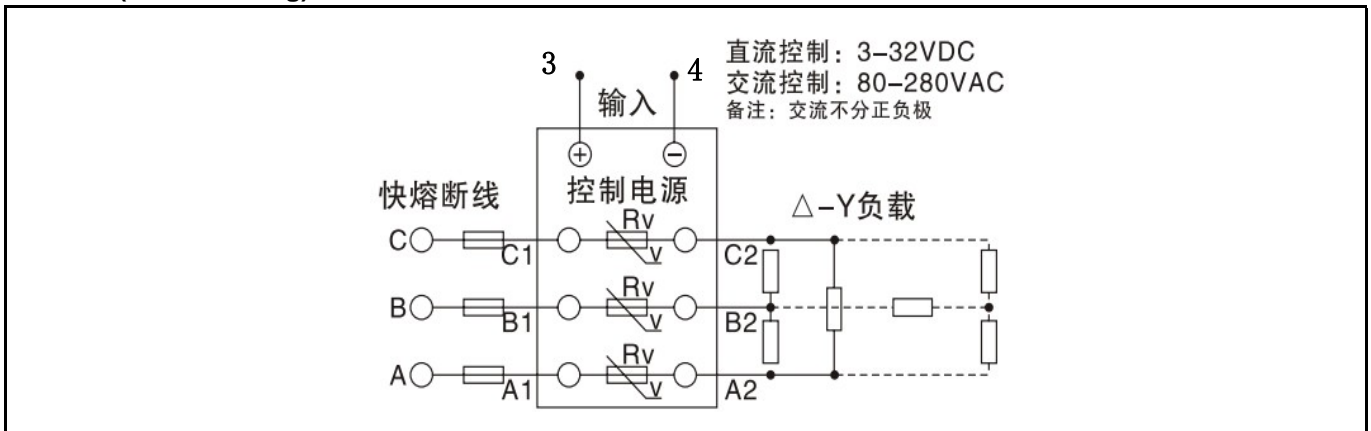 3
4
直流控制：3-32VDC
交流控制：80-280VAC
备注：交流不分正负极
输入
+
−
快熔断线
控制电源
△-Y负载
C
C1
Rv
v
C2
B
B1
Rv
v
B2
A
A1
Rv
v
A2